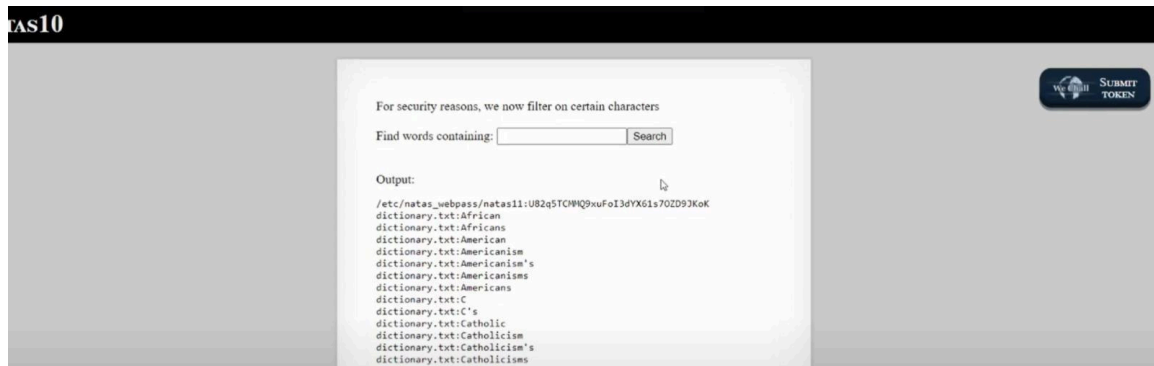 TAS10
We Chall SUBMIT TOKEN
For security reasons, we now filter on certain characters
Find words containing: Search
Output:
/etc/natas_webpass/natas11:U82q5TCMMQ9xuFoI3dYX61s7OZD9JKoK
dictionary.txt:African
dictionary.txt:Africans
dictionary.txt:American
dictionary.txt:Americanism
dictionary.txt:Americanism's
dictionary.txt:Americanisms
dictionary.txt:Americans
dictionary.txt:C
dictionary.txt:C's
dictionary.txt:Catholic
dictionary.txt:Catholicism
dictionary.txt:Catholicism's
dictionary.txt:Catholicisms